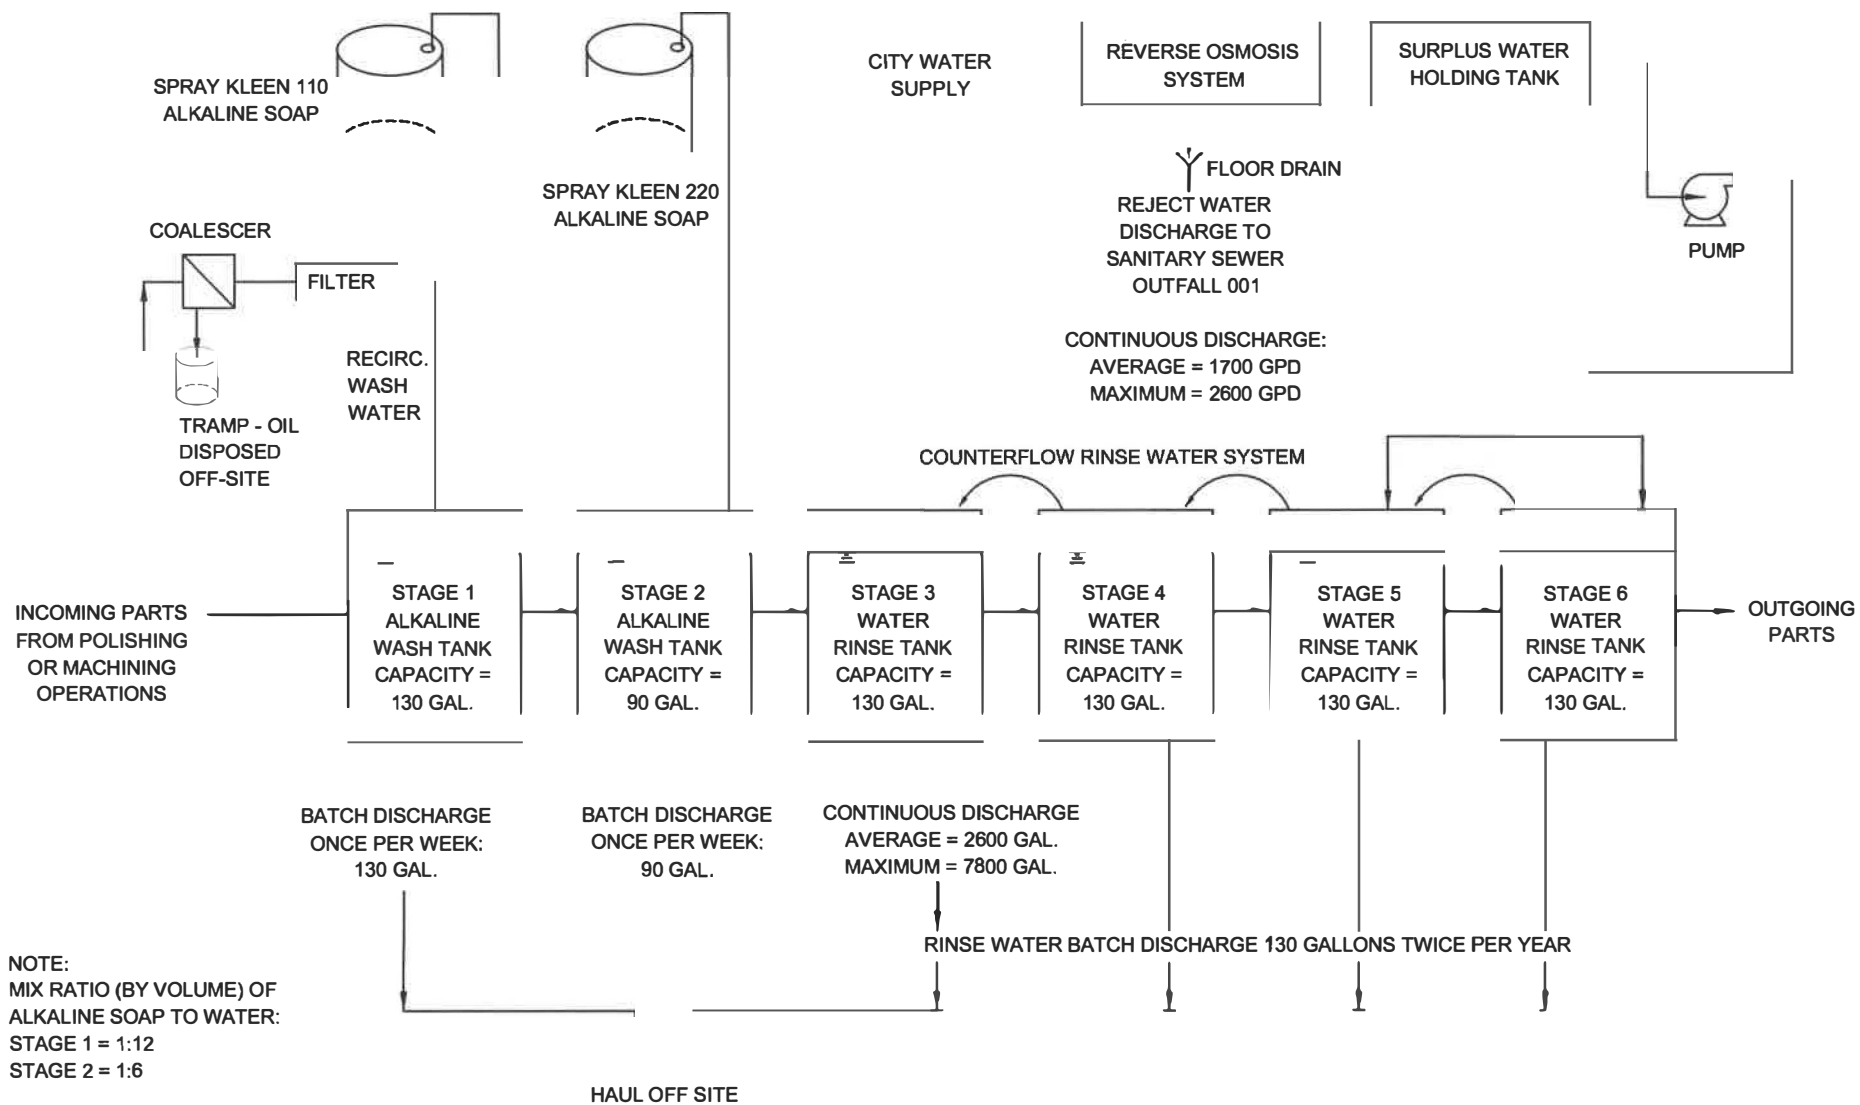 SPRAY KLEEN 110
ALKALINE SOAP
SPRAY KLEEN 220
ALKALINE SOAP
CITY WATER
SUPPLY
REVERSE OSMOSIS
SYSTEM
SURPLUS WATER
HOLDING TANK
FLOOR DRAIN
REJECT WATER
DISCHARGE TO
SANITARY SEWER
OUTFALL 001
PUMP
COALESCER
FILTER
CONTINUOUS DISCHARGE:
AVERAGE = 1700 GPD
MAXIMUM = 2600 GPD
RECIRC.
WASH
WATER
TRAMP - OIL
DISPOSED
OFF-SITE
COUNTERFLOW RINSE WATER SYSTEM
INCOMING PARTS
FROM POLISHING
OR MACHINING
OPERATIONS
STAGE 1
ALKALINE
WASH TANK
CAPACITY =
130 GAL.
STAGE 2
ALKALINE
WASH TANK
CAPACITY =
90 GAL.
STAGE 3
WATER
RINSE TANK
CAPACITY =
130 GAL.
STAGE 4
WATER
RINSE TANK
CAPACITY =
130 GAL.
STAGE 5
WATER
RINSE TANK
CAPACITY =
130 GAL.
STAGE 6
WATER
RINSE TANK
CAPACITY =
130 GAL.
OUTGOING
PARTS
BATCH DISCHARGE
ONCE PER WEEK:
130 GAL.
BATCH DISCHARGE
ONCE PER WEEK:
90 GAL.
CONTINUOUS DISCHARGE
AVERAGE = 2600 GAL.
MAXIMUM = 7800 GAL.
RINSE WATER BATCH DISCHARGE 130 GALLONS TWICE PER YEAR
NOTE:
MIX RATIO (BY VOLUME) OF
ALKALINE SOAP TO WATER:
STAGE 1 = 1:12
STAGE 2 = 1:6
HAUL OFF SITE